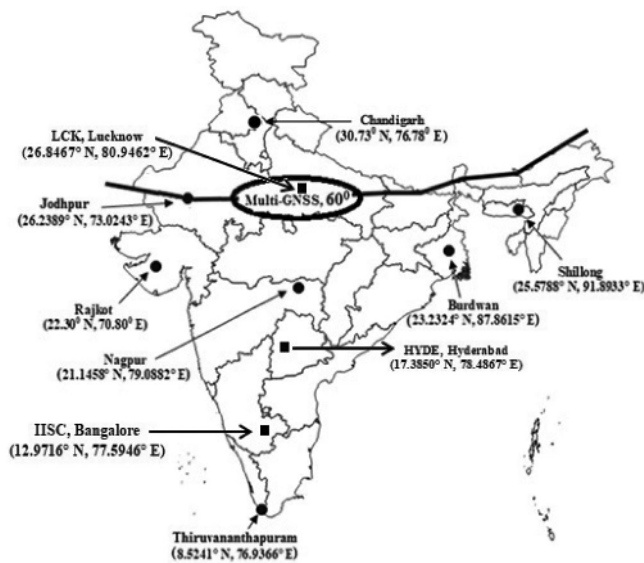 Chandigarh
(30.73⁰ N, 76.78⁰ E)
LCK, Lucknow
(26.8467° N, 80.9462° E)
Multi-GNSS, 60⁰
Jodhpur
(26.2389° N, 73.0243° E)
Shillong
(25.5788° N, 91.8933° E)
Rajkot
(22.30⁰ N, 70.80⁰ E)
Burdwan
(23.2324° N, 87.8615° E)
Nagpur
(21.1458° N, 79.0882° E)
HYDE, Hyderabad
(17.3850° N, 78.4867° E)
IISC, Bangalore
(12.9716° N, 77.5946° E)
Thiruvananthapuram
(8.5241° N, 76.9366° E)